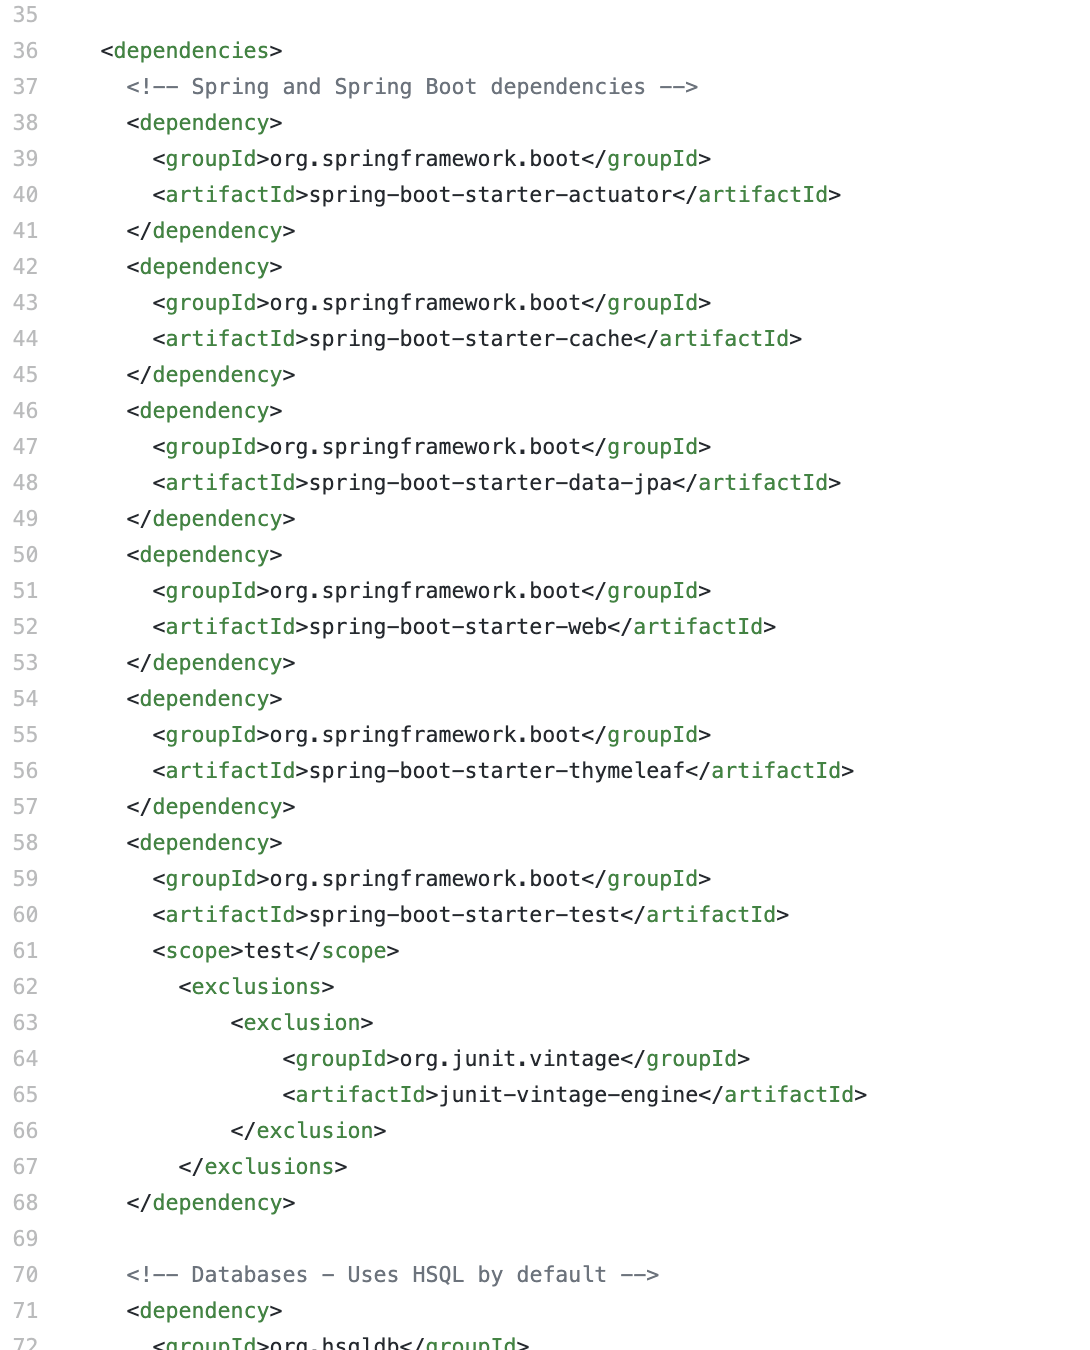 35
36 <dependencies>
37 <!-- Spring and Spring Boot dependencies -->
38 <dependency>
39 <groupId>org.springframework.boot</groupId>
40 <artifactId>spring-boot-starter-actuator</artifactId>
41 </dependency>
42 <dependency>
43 <groupId>org.springframework.boot</groupId>
44 <artifactId>spring-boot-starter-cache</artifactId>
45 </dependency>
46 <dependency>
47 <groupId>org.springframework.boot</groupId>
48 <artifactId>spring-boot-starter-data-jpa</artifactId>
49 </dependency>
50 <dependency>
51 <groupId>org.springframework.boot</groupId>
52 <artifactId>spring-boot-starter-web</artifactId>
53 </dependency>
54 <dependency>
55 <groupId>org.springframework.boot</groupId>
56 <artifactId>spring-boot-starter-thymeleaf</artifactId>
57 </dependency>
58 <dependency>
59 <groupId>org.springframework.boot</groupId>
60 <artifactId>spring-boot-starter-test</artifactId>
61 <scope>test</scope>
62 <exclusions>
63 <exclusion>
64 <groupId>org.junit.vintage</groupId>
65 <artifactId>junit-vintage-engine</artifactId>
66 </exclusion>
67 </exclusions>
68 </dependency>
69
70 <!-- Databases - Uses HSQL by default -->
71 <dependency>
72 <groupId>org.hsqldb</groupId>